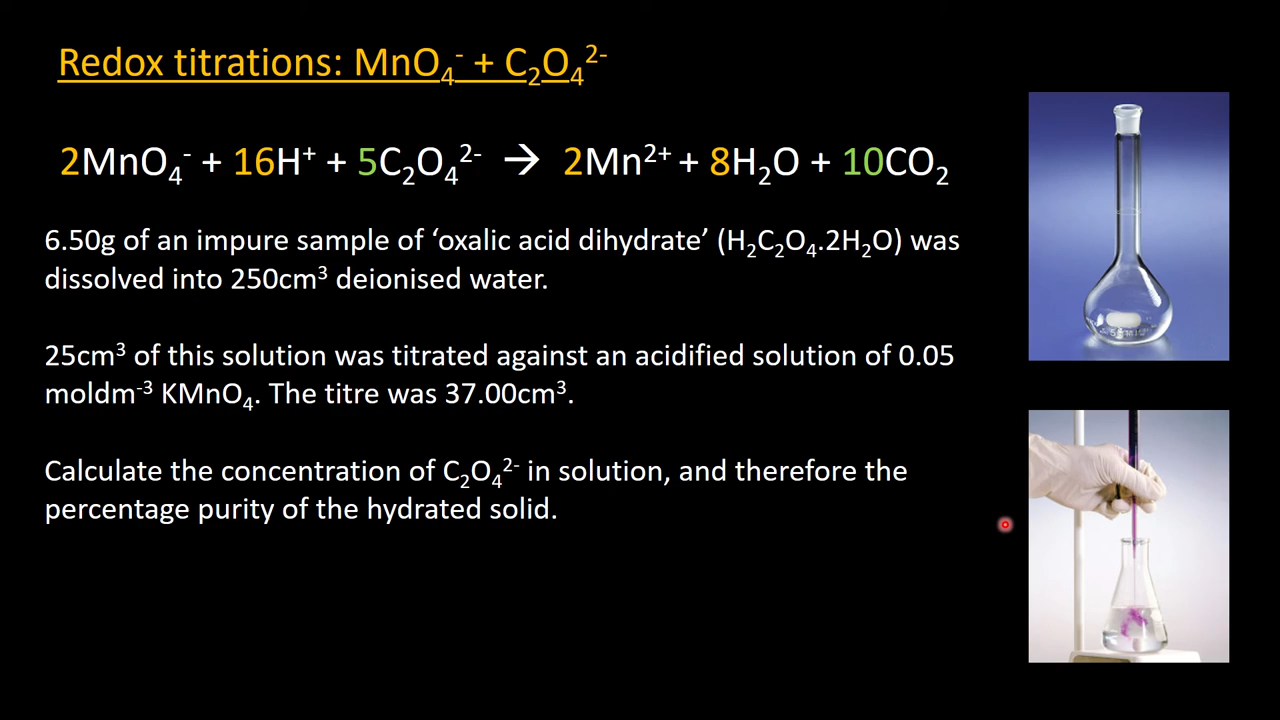 Redox titrations: MnO₄⁻ + C₂O₄²⁻
2MnO₄⁻ + 16H⁺ + 5C₂O₄²⁻ → 2Mn²⁺ + 8H₂O + 10CO₂
6.50g of an impure sample of ‘oxalic acid dihydrate’ (H₂C₂O₄.2H₂O) was
dissolved into 250cm³ deionised water.
25cm³ of this solution was titrated against an acidified solution of 0.05
moldm⁻³ KMnO₄. The titre was 37.00cm³.
Calculate the concentration of C₂O₄²⁻ in solution, and therefore the
percentage purity of the hydrated solid.